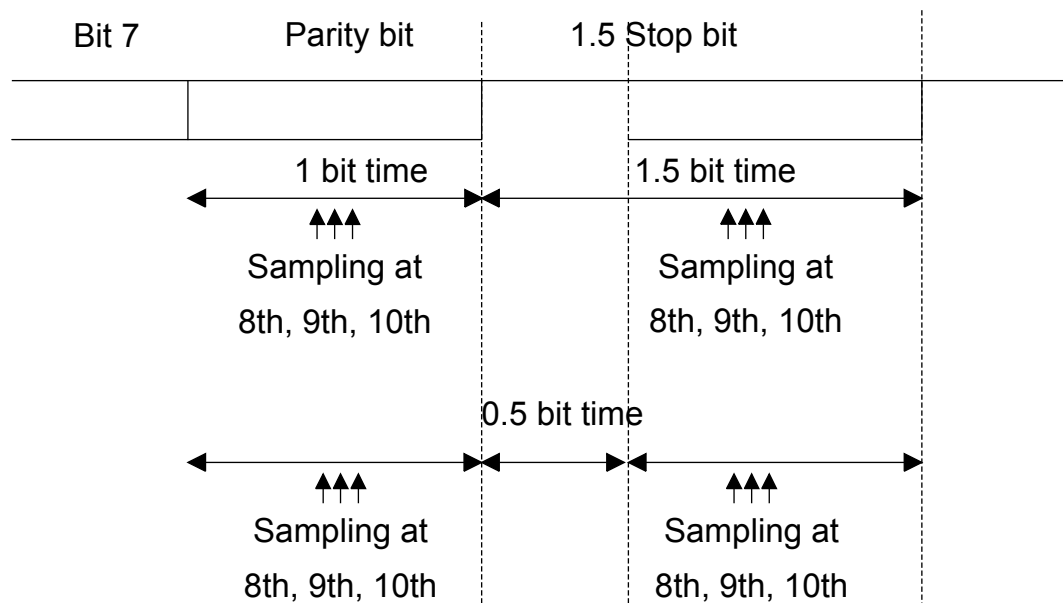 Bit 7 Parity bit 1.5 Stop bit
1 bit time 1.5 bit time
Sampling at Sampling at
8th, 9th, 10th 8th, 9th, 10th
0.5 bit time
Sampling at Sampling at
8th, 9th, 10th 8th, 9th, 10th